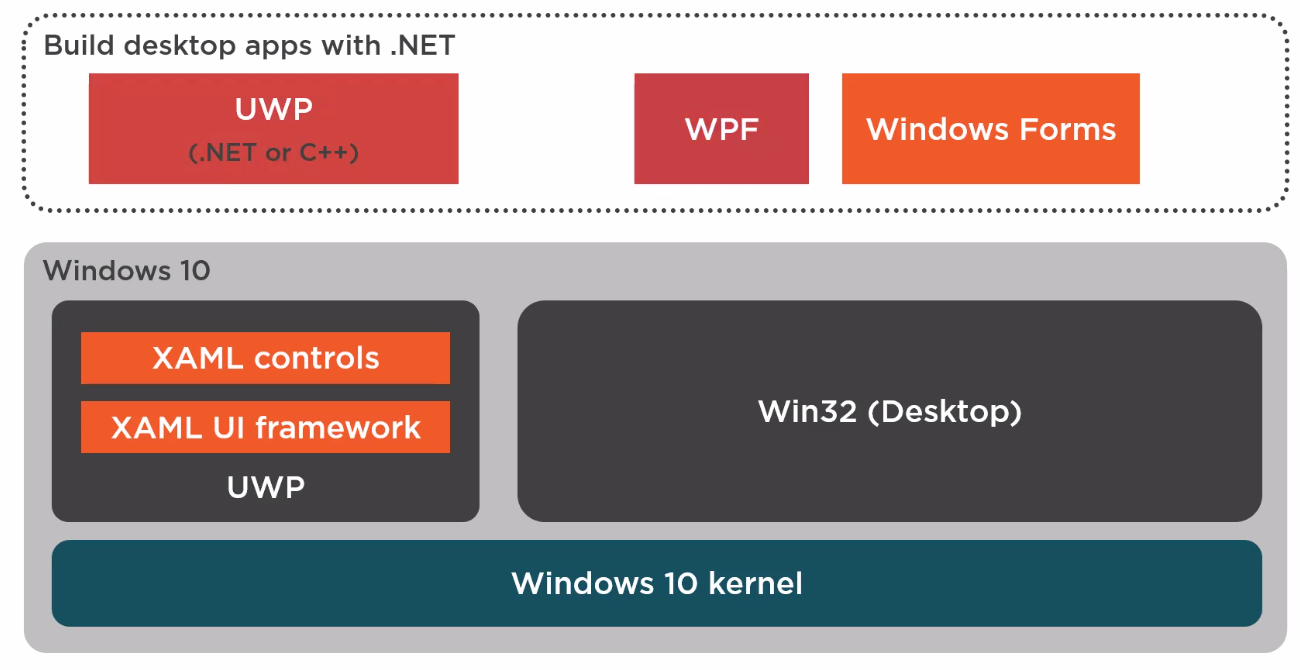 Build desktop apps with .NET
UWP
(.NET or C++)
WPF
Windows Forms
Windows 10
XAML controls
XAML UI framework
UWP
Win32 (Desktop)
Windows 10 kernel